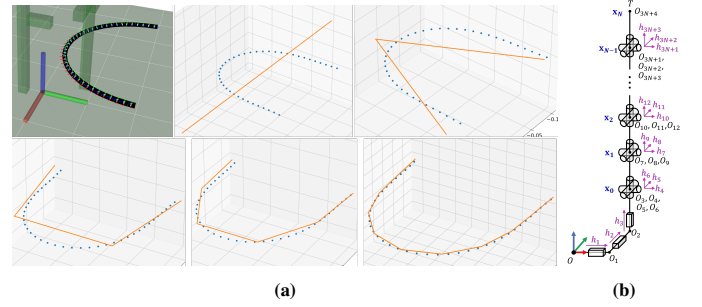 T
x_N
O_{3N+4}
h_{3N+3}
h_{3N+2}
h_{3N+1}
x_{N-1}
O_{3N+1},
O_{3N+2},
O_{3N+3}
h_{12}
h_{11}
h_{10}
x_2
O_{10}, O_{11}, O_{12}
h_9
h_8
h_7
x_1
O_7, O_8, O_9
h_6
h_5
h_4
x_0
O_3, O_4,
O_5, O_6
h_3
h_2
O_2
h_1
O
O_1
-0.1
-0.05
(a)
(b)